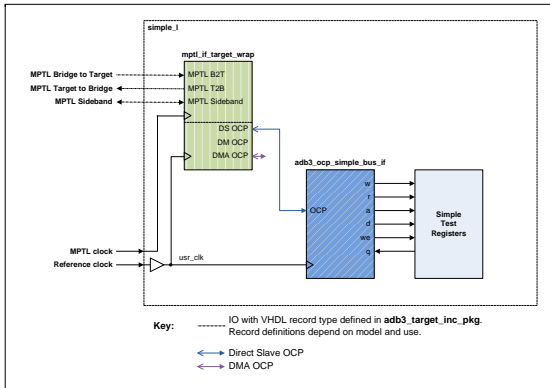 simple_l
mptl_if_target_wrap
MPTL Bridge to Target
MPTL B2T
MPTL Target to Bridge
MPTL T2B
MPTL Sideband
MPTL Sideband
DS OCP
DM OCP
DMA OCP
adb3_ocp_simple_bus_if
OCP
w
r
a
d
we
q
Simple
Test
Registers
MPTL clock
Reference clock
usr_clk
Key:
IO with VHDL record type defined in adb3_target_inc_pkg.
Record definitions depend on model and use.
Direct Slave OCP
DMA OCP